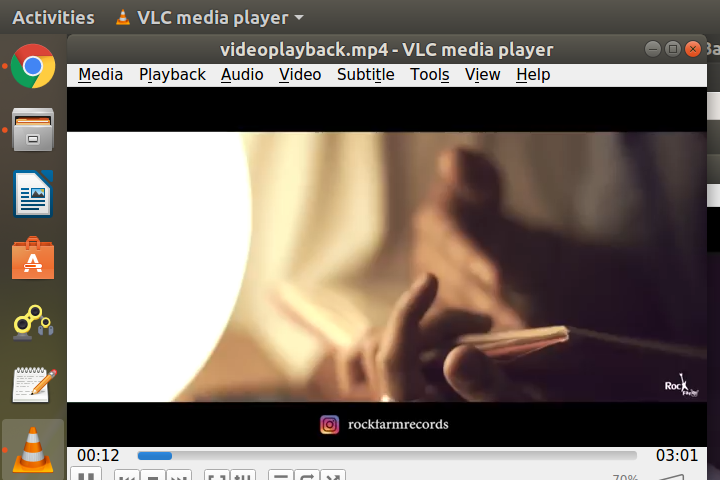 Activities VLC media player
videoplayback.mp4 - VLC media player
Media Playback Audio Video Subtitle Tools View Help
Rock
rockfarmrecords
00:12 03:01
70%